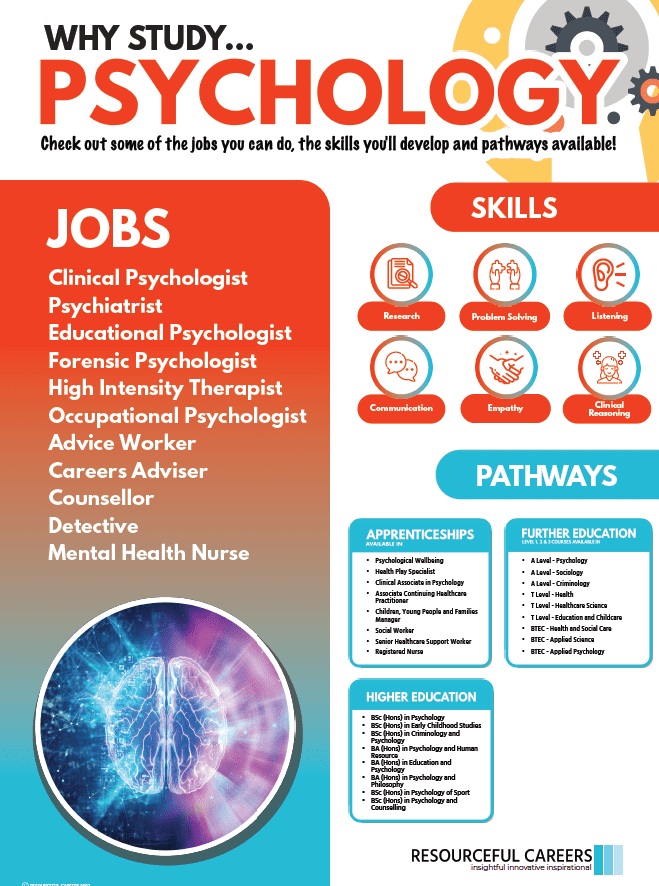 WHY STUDY...
PSYCHOLOGY
Check out some of the jobs you can do, the skills you'll develop and pathways available!
JOBS
Clinical Psychologist
Psychiatrist
Educational Psychologist
Forensic Psychologist
High Intensity Therapist
Occupational Psychologist
Advice Worker
Careers Adviser
Counsellor
Detective
Mental Health Nurse
SKILLS
Research
Problem Solving
Listening
Communication
Empathy
Clinical
Reasoning
PATHWAYS
APPRENTICESHIPS
AVAILABLE IN
• Psychological Wellbeing
• Health Play Specialist
• Clinical Associate in Psychology
• Associate Continuing Healthcare
Practitioner
• Children, Young People and Families
Manager
• Social Worker
• Senior Healthcare Support Worker
• Registered Nurse
FURTHER EDUCATION
LEVEL 1, 2 & 3 COURSES AVAILABLE IN
• A Level - Psychology
• A Level - Sociology
• A Level - Criminology
• T Level - Health
• T Level - Healthcare Science
• T Level - Education and Childcare
• BTEC - Health and Social Care
• BTEC - Applied Science
• BTEC - Applied Psychology
HIGHER EDUCATION
• BSc (Hons) in Psychology
• BSc (Hons) in Early Childhood Studies
• BSc (Hons) in Criminology and
Psychology
• BA (Hons) in Psychology and Human
Resource
• BA (Hons) in Education and
Psychology
• BA (Hons) in Psychology and
Philosophy
• BSc (Hons) in Psychology of Sport
• BSc (Hons) in Psychology and
Counselling
RESOURCEFUL CAREERS
insightful innovative inspirational